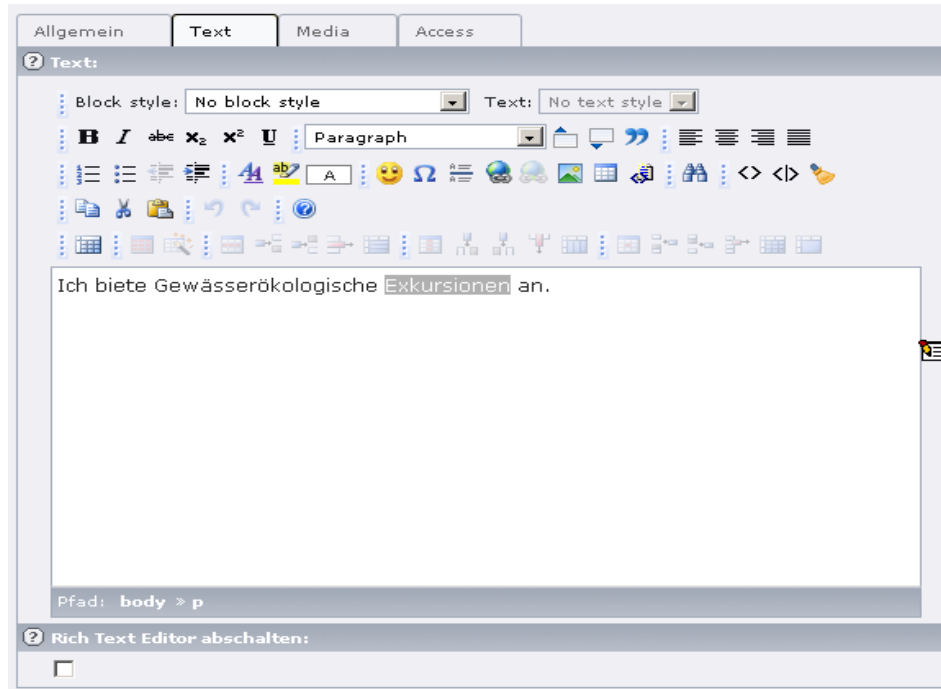 Allgemein Text Media Access
Text:
Block style: No block style Text: No text style
B I abc x₂ x² U Paragraph
A
Ich biete Gewässerökologische Exkursionen an.
Pfad: body » p
Rich Text Editor abschalten: